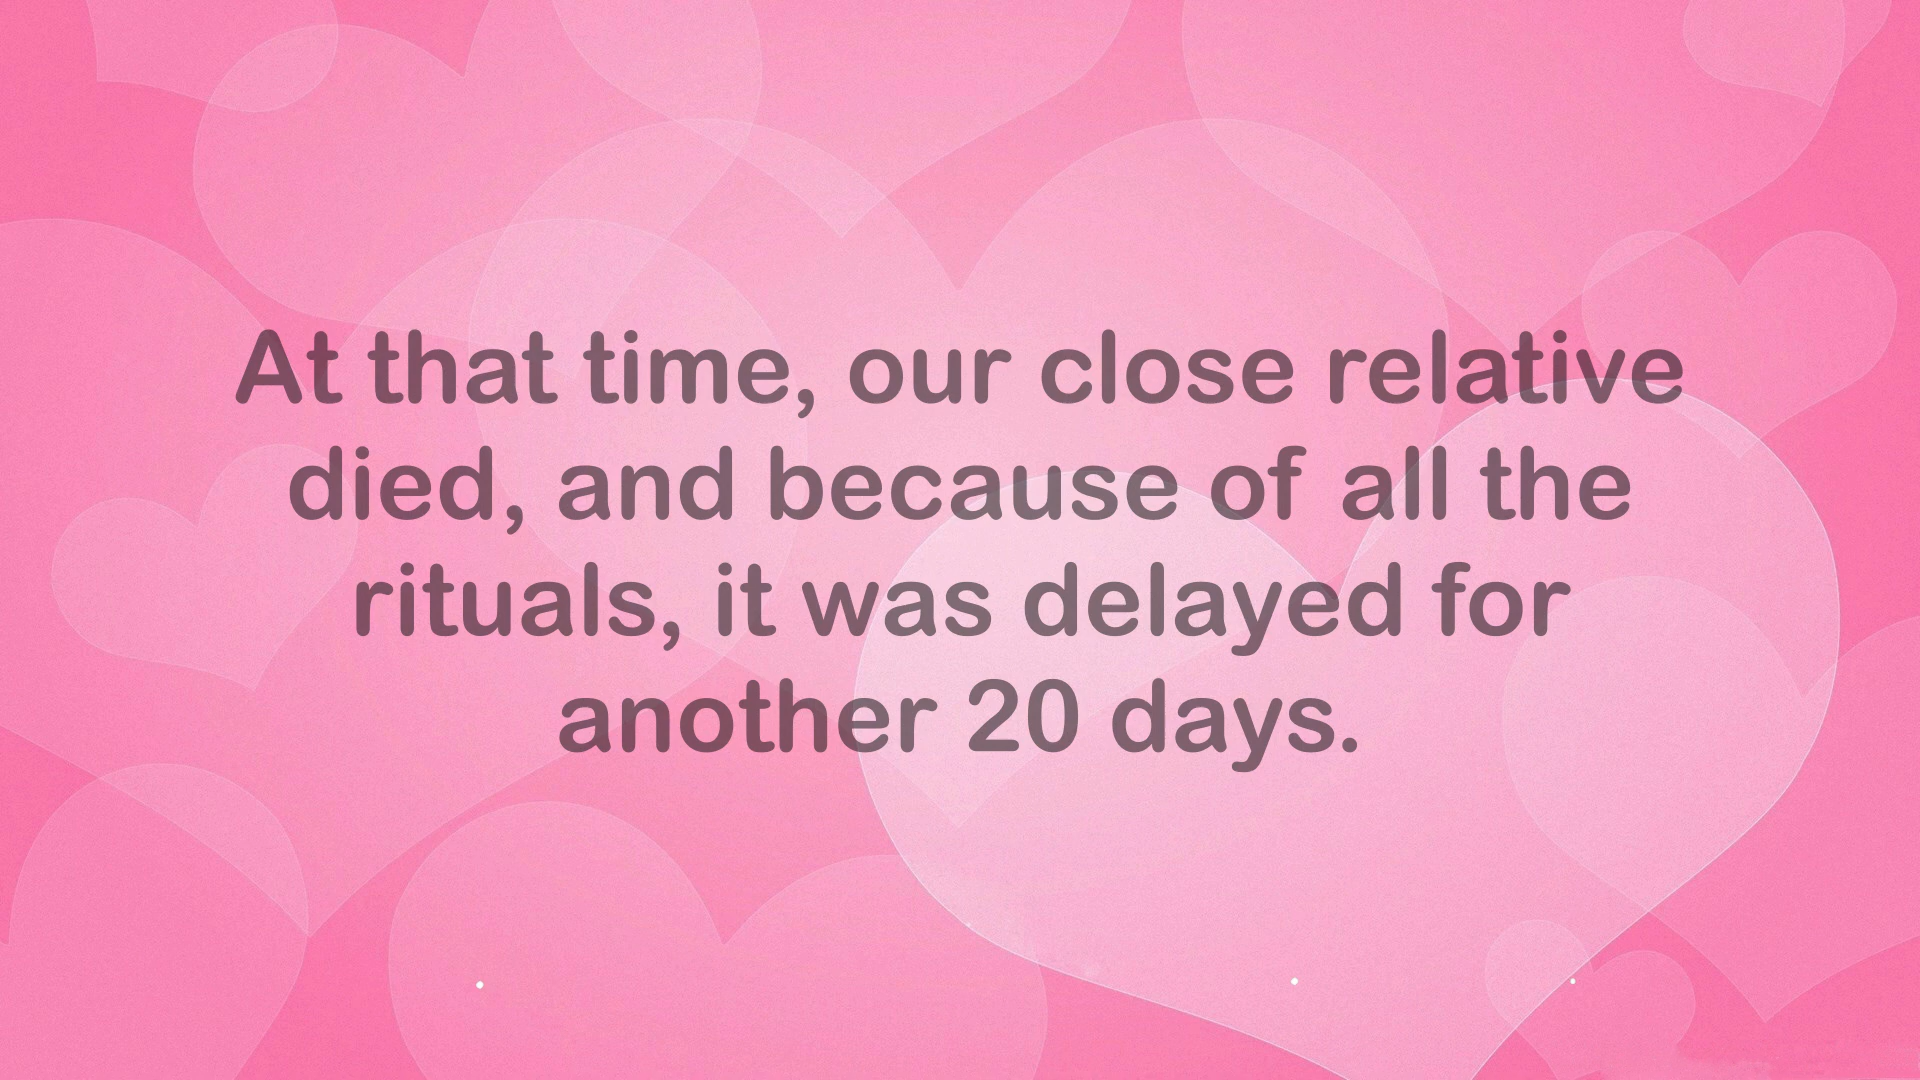 At that time, our close relative
died, and because of all the
rituals, it was delayed for
another 20 days.